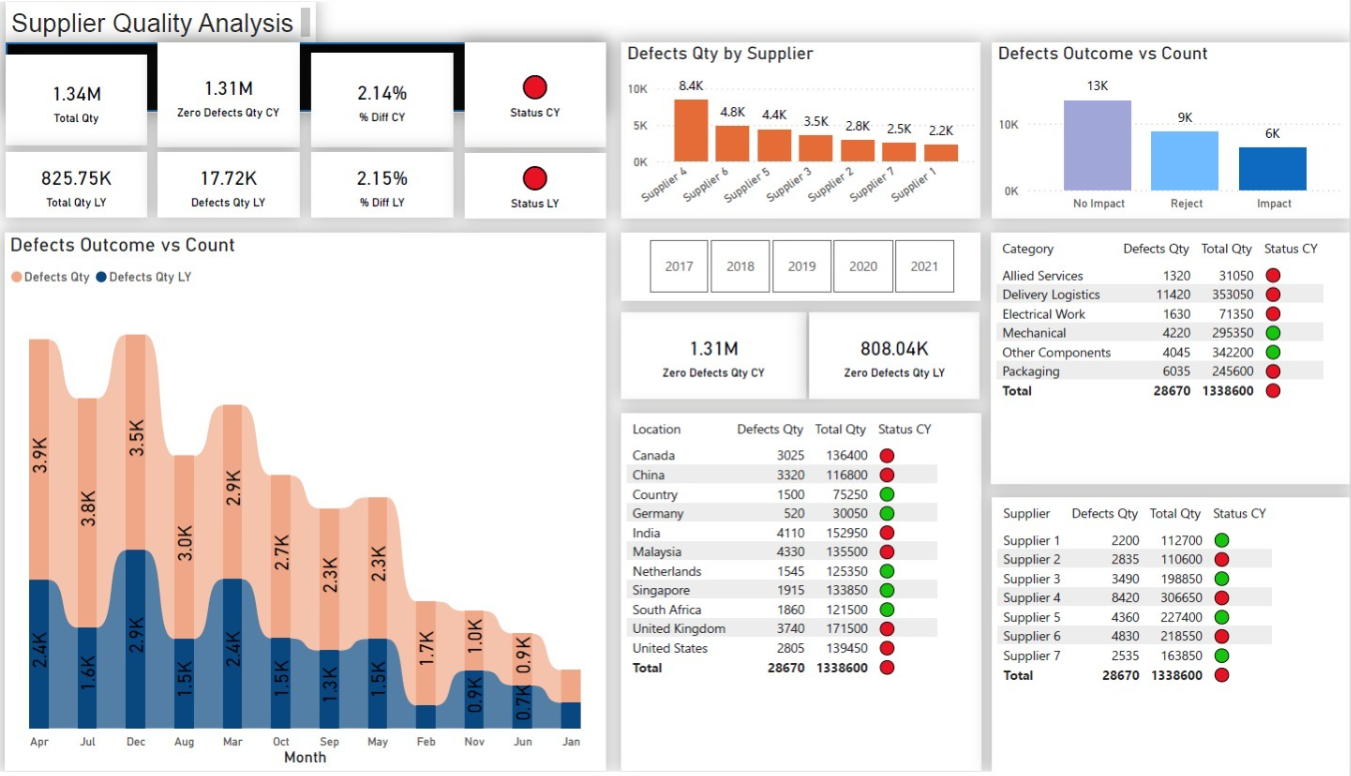 Supplier Quality Analysis
1.34M
Total Qty
1.31M
Zero Defects Qty CY
2.14%
% Diff CY
Status CY
825.75K
Total Qty LY
17.72K
Defects Qty LY
2.15%
% Diff LY
Status LY
Defects Qty by Supplier
10K
5K
0K
8.4K
4.8K
4.4K
3.5K
2.8K
2.5K
2.2K
Supplier 4
Supplier 6
Supplier 5
Supplier 3
Supplier 2
Supplier 7
Supplier 1
Defects Outcome vs Count
10K
0K
13K
9K
6K
No Impact
Reject
Impact
Defects Outcome vs Count
Defects Qty Defects Qty LY
3.9K
3.8K
3.5K
3.0K
2.9K
2.7K
2.3K
2.3K
1.7K
1.0K
0.9K
2.4K
1.6K
2.9K
1.5K
2.4K
1.5K
1.3K
1.5K
0.9K
0.7K
Apr Jul Dec Aug Mar Oct Sep May Feb Nov Jun Jan
Month
2017 2018 2019 2020 2021
1.31M
Zero Defects Qty CY
808.04K
Zero Defects Qty LY
Location Defects Qty Total Qty Status CY
Canada 3025 136400
China 3320 116800
Country 1500 75250
Germany 520 30050
India 4110 152950
Malaysia 4330 135500
Netherlands 1545 125350
Singapore 1915 133850
South Africa 1860 121500
United Kingdom 3740 171500
United States 2805 139450
Total 28670 1338600
Category Defects Qty Total Qty Status CY
Allied Services 1320 31050
Delivery Logistics 11420 353050
Electrical Work 1630 71350
Mechanical 4220 295350
Other Components 4045 342200
Packaging 6035 245600
Total 28670 1338600
Supplier Defects Qty Total Qty Status CY
Supplier 1 2200 112700
Supplier 2 2835 110600
Supplier 3 3490 198850
Supplier 4 8420 306650
Supplier 5 4360 227400
Supplier 6 4830 218550
Supplier 7 2535 163850
Total 28670 1338600